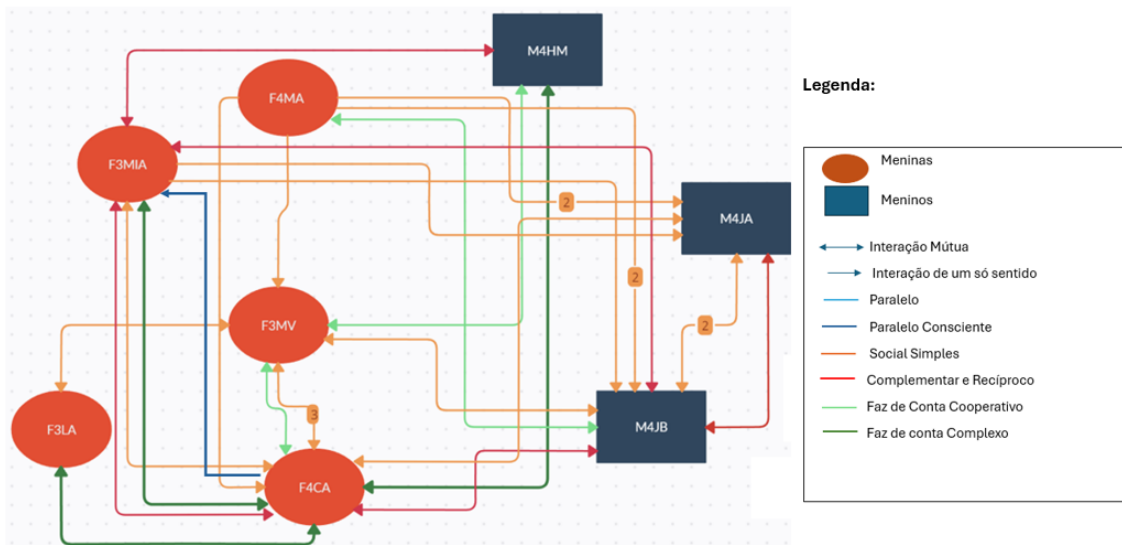 M4HM
F4MA
Legenda:
F3MIA
Meninas
Meninos
2
M4JA
Interação Mútua
Interação de um só sentido
2
Paralelo
F3MV
2
Paralelo Consciente
Social Simples
Complementar e Recíproco
Faz de Conta Cooperativo
3
F3LA
M4JB
Faz de conta Complexo
F4CA